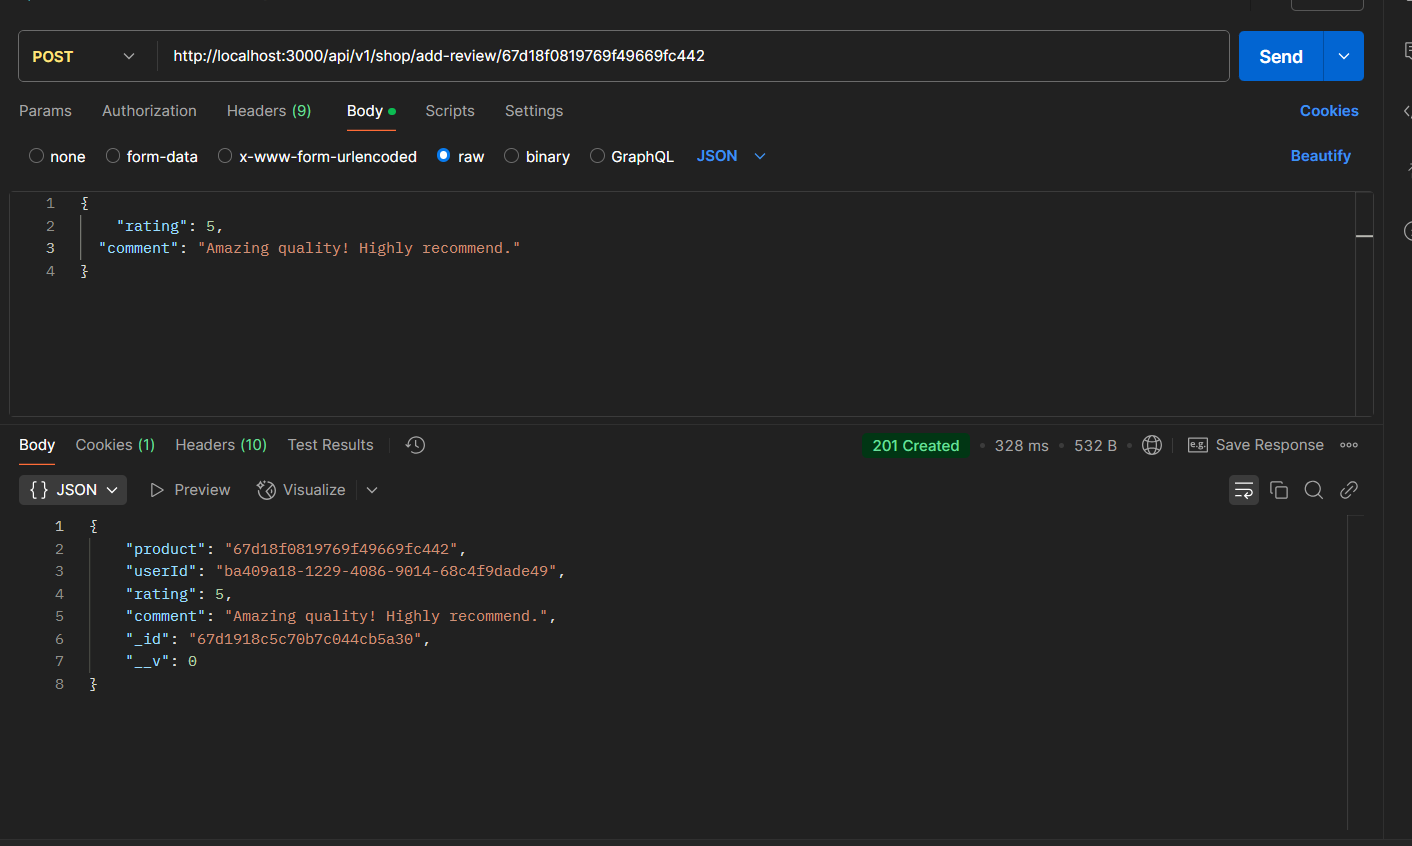 POST http://localhost:3000/api/v1/shop/add-review/67d18f0819769f49669fc442 Send
Params Authorization Headers (9) Body Scripts Settings Cookies
none form-data x-www-form-urlencoded raw binary GraphQL JSON Beautify
1 {
2 "rating": 5,
3 "comment": "Amazing quality! Highly recommend."
4 }
Body Cookies (1) Headers (10) Test Results 201 Created 328 ms 532 B e.g. Save Response
{} JSON Preview Visualize
1 {
2 "product": "67d18f0819769f49669fc442",
3 "userId": "ba409a18-1229-4086-9014-68c4f9dade49",
4 "rating": 5,
5 "comment": "Amazing quality! Highly recommend.",
6 "_id": "67d1918c5c70b7c044cb5a30",
7 "__v": 0
8 }